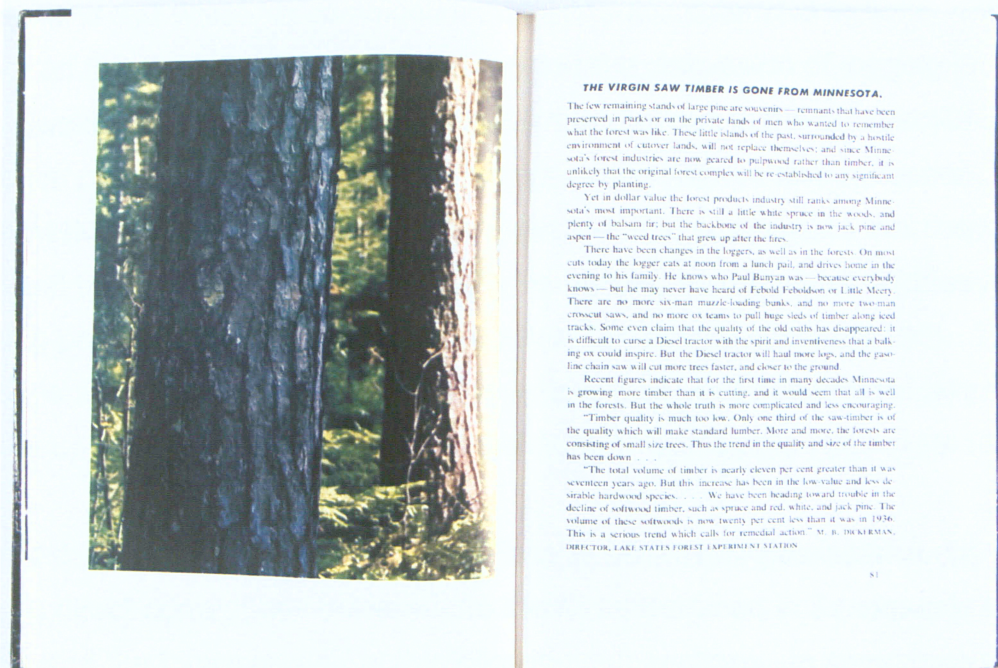 THE VIRGIN SAW TIMBER IS GONE FROM MINNESOTA.
The few remaining stands of large pine are souvenirs — remnants that have been
preserved in parks or on the private lands of men who wanted to remember
what the forest was like. These little islands of the past, surrounded by a hostile
environment of cutover lands, will not replace themselves; and since Minne-
sota's forest industries are now geared to pulpwood rather than timber, it is
unlikely that the original forest complex will be re-established to any significant
degree by planting.
Yet in dollar value the forest products industry still ranks among Minne-
sota's most important. There is still a little white spruce in the woods, and
plenty of balsam fir; but the backbone of the industry is now jack pine and
aspen — the "weed trees" that grew up after the fires.
There have been changes in the loggers, as well as in the forests. On most
cuts today the logger eats at noon from a lunch pail, and drives home in the
evening to his family. He knows who Paul Bunyan was — because everybody
knows — but he may never have heard of Febold Feboldson or Little Meery.
There are no more six-man muzzle-loading bunks, and no more two-man
crosscut saws, and no more ox teams to pull huge sleds of timber along iced
tracks. Some even claim that the quality of the old oaths has disappeared: it
is difficult to curse a Diesel tractor with the spirit and inventiveness that a balk-
ing ox could inspire. But the Diesel tractor will haul more logs, and the gaso-
line chain saw will cut more trees faster, and closer to the ground.
Recent figures indicate that for the first time in many decades Minnesota
is growing more timber than it is cutting, and it would seem that all is well
in the forests. But the whole truth is more complicated and less encouraging.
"Timber quality is much too low. Only one third of the saw-timber is of
the quality which will make standard lumber. More and more, the forests are
consisting of small size trees. Thus the trend in the quality and size of the timber
has been down . . .
"The total volume of timber is nearly eleven per cent greater than it was
seventeen years ago. But this increase has been in the low-value and less de-
sirable hardwood species. . . . We have been heading toward trouble in the
decline of softwood timber, such as spruce and red, white, and jack pine. The
volume of these softwoods is now twenty per cent less than it was in 1936.
This is a serious trend which calls for remedial action." M. B. DICKERMAN,
DIRECTOR, LAKE STATES FOREST EXPERIMENT STATION
81